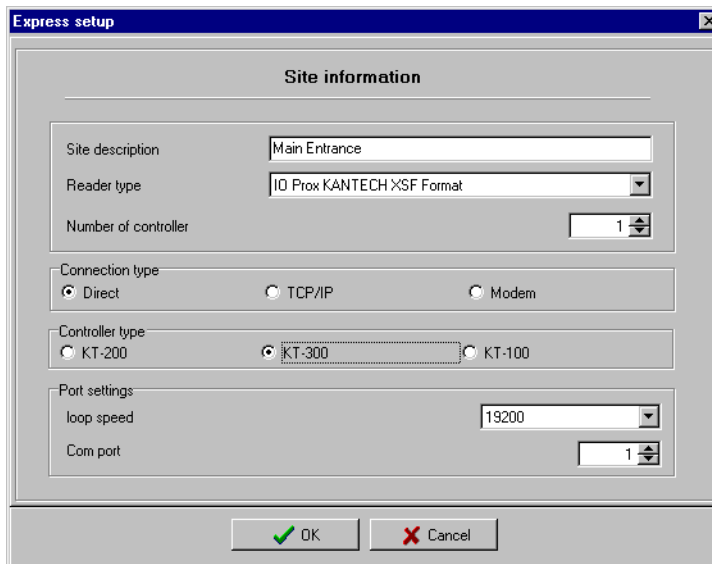 Express setup
Site information
Site description Main Entrance
Reader type IO Prox KANTECH XSF Format
Number of controller 1
Connection type
Direct TCP/IP Modem
Controller type
KT-200 KT-300 KT-100
Port settings
loop speed 19200
Com port 1
OK Cancel